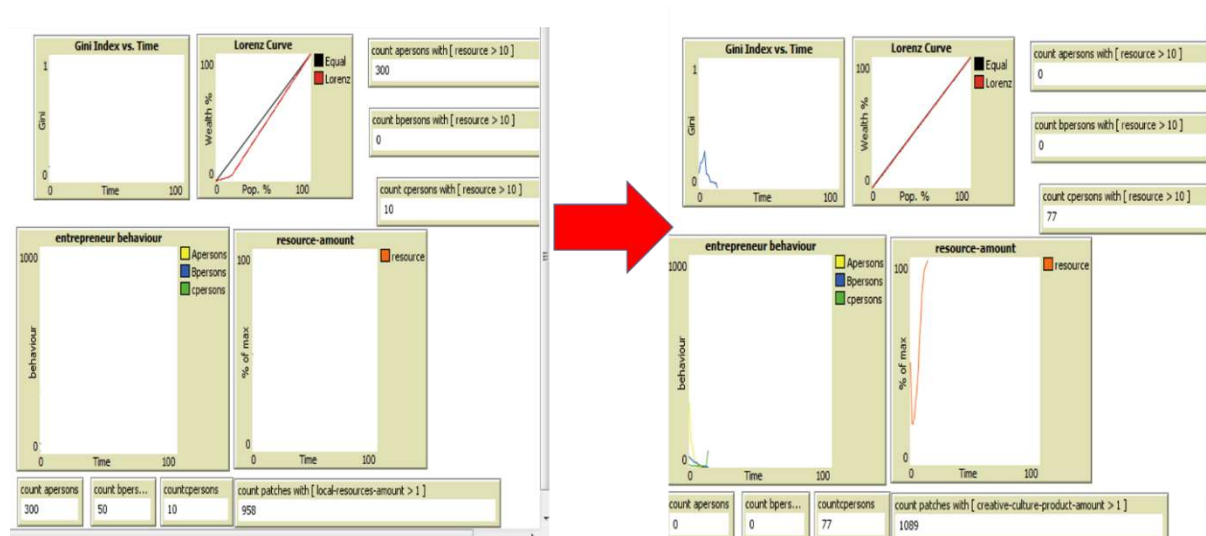 Gini Index vs. Time
1
Gini
0
0
Time
100
Lorenz Curve
100
Wealth %
0
0
Pop. %
100
Equal
Lorenz
count apersons with [ resource > 10 ]
300
count bpersons with [ resource > 10 ]
0
count cpersons with [ resource > 10 ]
10
entrepreneur behaviour
1000
behaviour
0
0
Time
100
Apersons
Bpersons
cpersons
resource-amount
100
% of max
0
0
Time
100
resource
count apersons
300
count bpers...
50
countcpersons
10
count patches with [ local-resources-amount > 1 ]
958
Gini Index vs. Time
1
Gini
0
0
Time
100
Lorenz Curve
100
Wealth %
0
0
Pop. %
100
Equal
Lorenz
count apersons with [ resource > 10 ]
0
count bpersons with [ resource > 10 ]
0
count cpersons with [ resource > 10 ]
77
entrepreneur behaviour
1000
behaviour
0
0
Time
100
Apersons
Bpersons
cpersons
resource-amount
100
% of max
0
0
Time
100
resource
count apersons
0
count bpers...
0
countcpersons
77
count patches with [ creative-culture-product-amount > 1 ]
1089